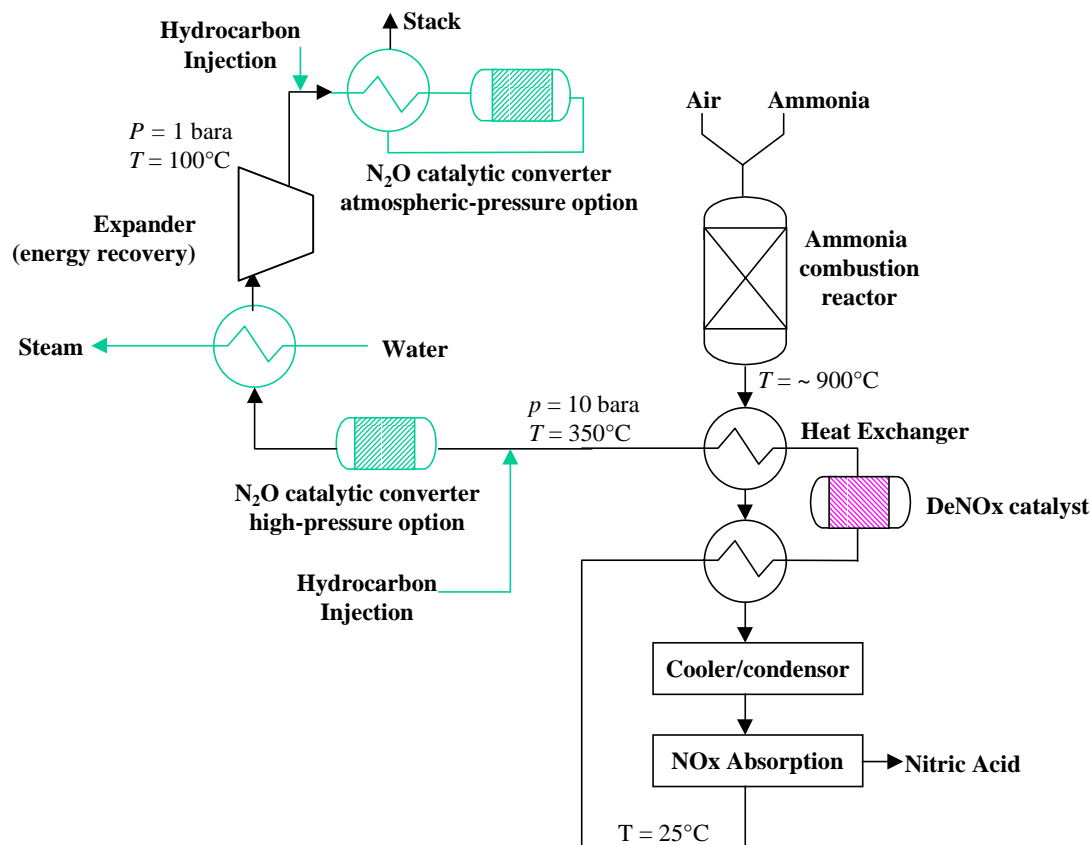 Hydrocarbon
Injection
Stack
P = 1 bara
T = 100°C
N₂O catalytic converter
atmospheric-pressure option
Expander
(energy recovery)
Steam
Water
p = 10 bara
T = 350°C
N₂O catalytic converter
high-pressure option
Hydrocarbon
Injection
Air
Ammonia
Ammonia
combustion
reactor
T = ~ 900°C
Heat Exchanger
DeNOx catalyst
Cooler/condensor
NOx Absorption
Nitric Acid
T = 25°C